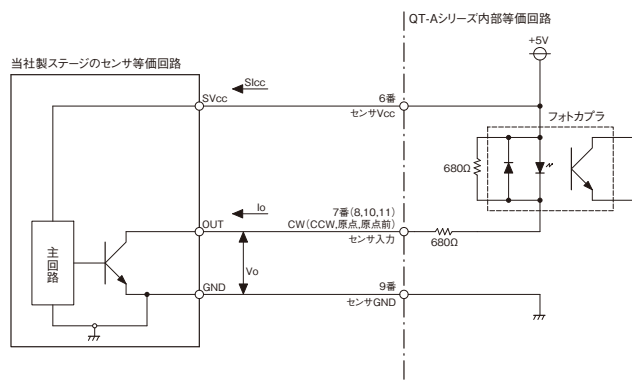 QT-Aシリーズ内部等価回路
+5V
当社製ステージのセンサ等価回路
SIcc
SVcc
6番
センサVcc
フォトカプラ
680Ω
Io
7番(8,10,11)
OUT
CW(CCW,原点,原点前)
センサ入力
680Ω
主回路
Vo
GND
9番
センサGND